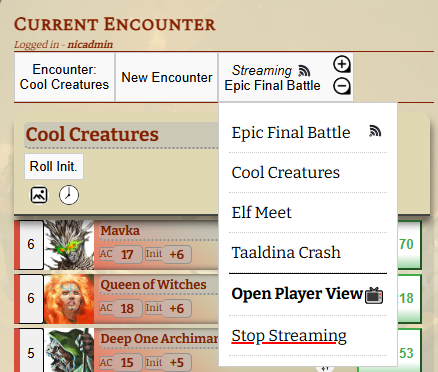 Current Encounter
Logged in - nicadmin
Encounter:
Cool Creatures
New Encounter
Streaming
Epic Final Battle
Cool Creatures
Roll Init.
Epic Final Battle
Cool Creatures
Elf Meet
Taaldina Crash
Open Player View
Stop Streaming
6
Mavka
AC 17 Init +6
70
6
Queen of Witches
AC 18 Init +6
18
5
Deep One Archimar
AC 15 Init +5
53